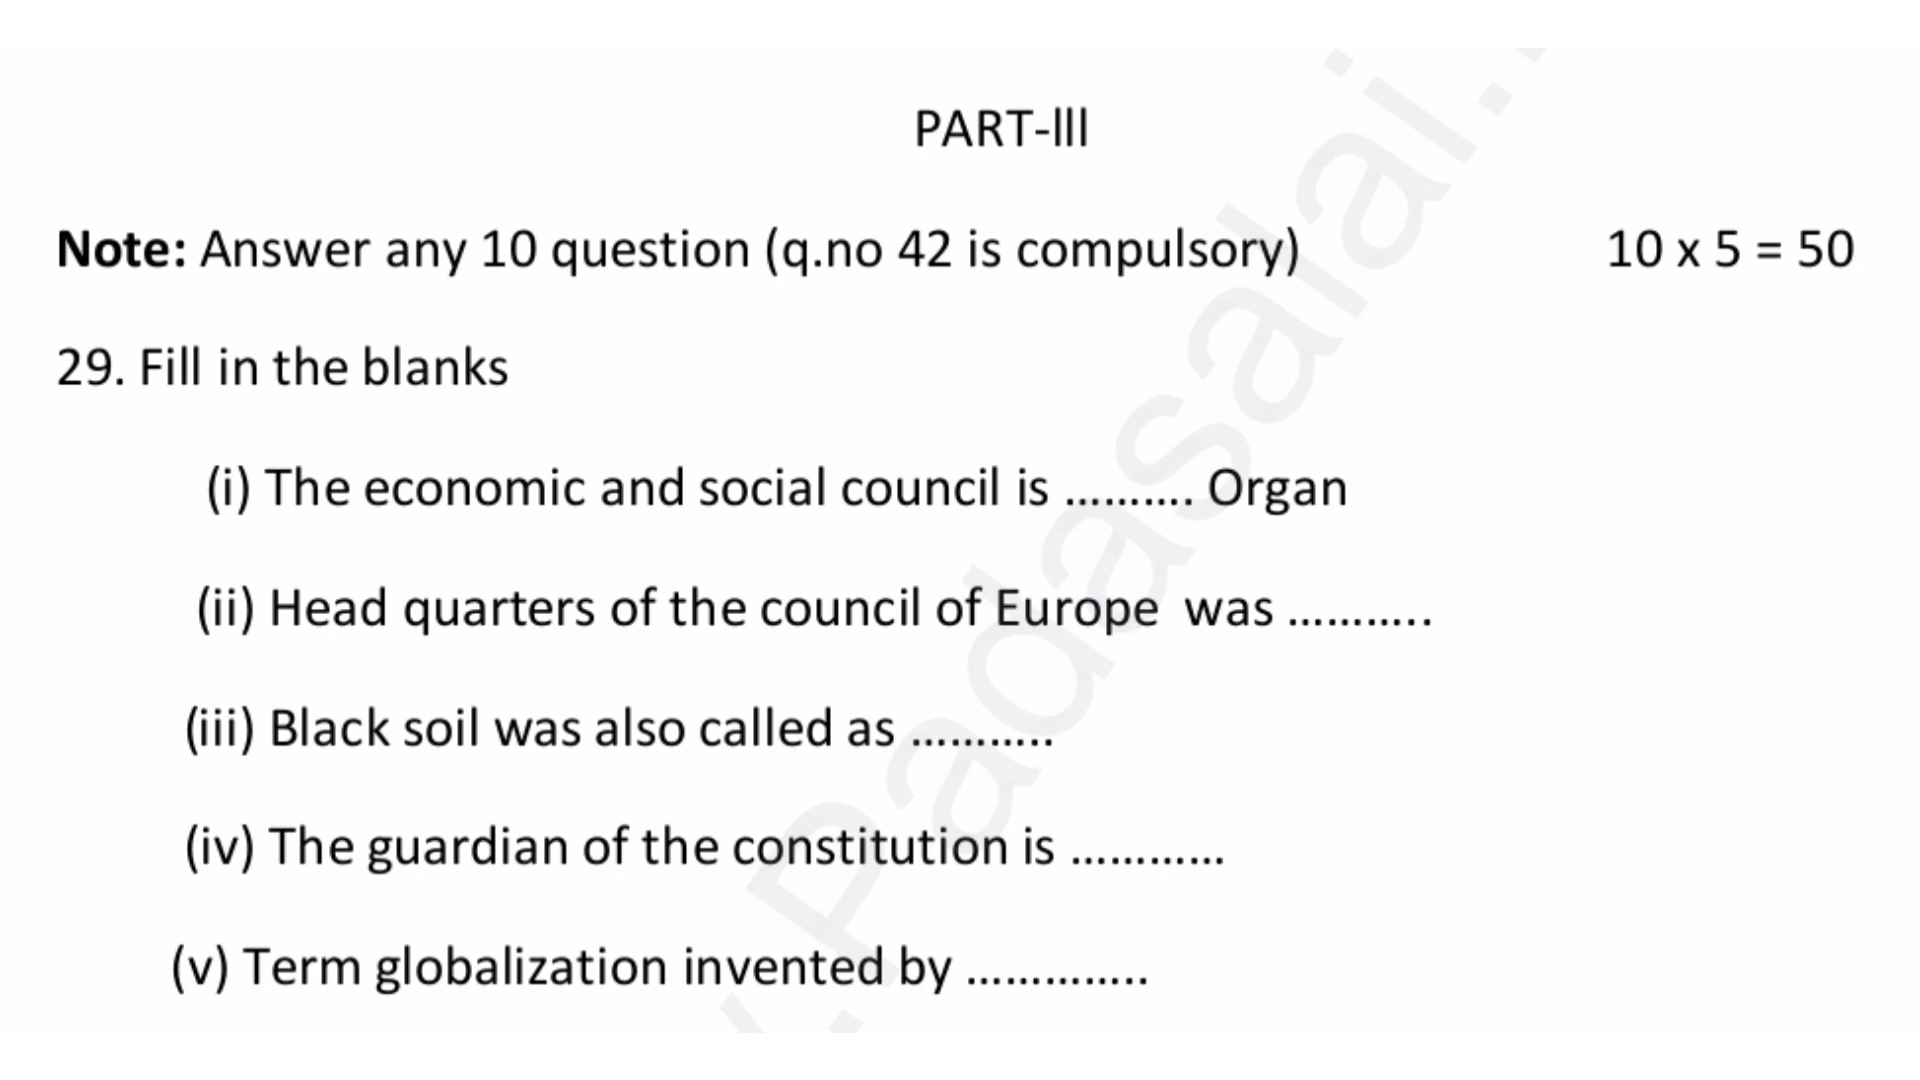 PART-III
Note: Answer any 10 question (q.no 42 is compulsory) 10 x 5 = 50
29. Fill in the blanks
(i) The economic and social council is .......... Organ
(ii) Head quarters of the council of Europe was ...........
(iii) Black soil was also called as ...........
(iv) The guardian of the constitution is ............
(v) Term globalization invented by ..............
.Padasalai.